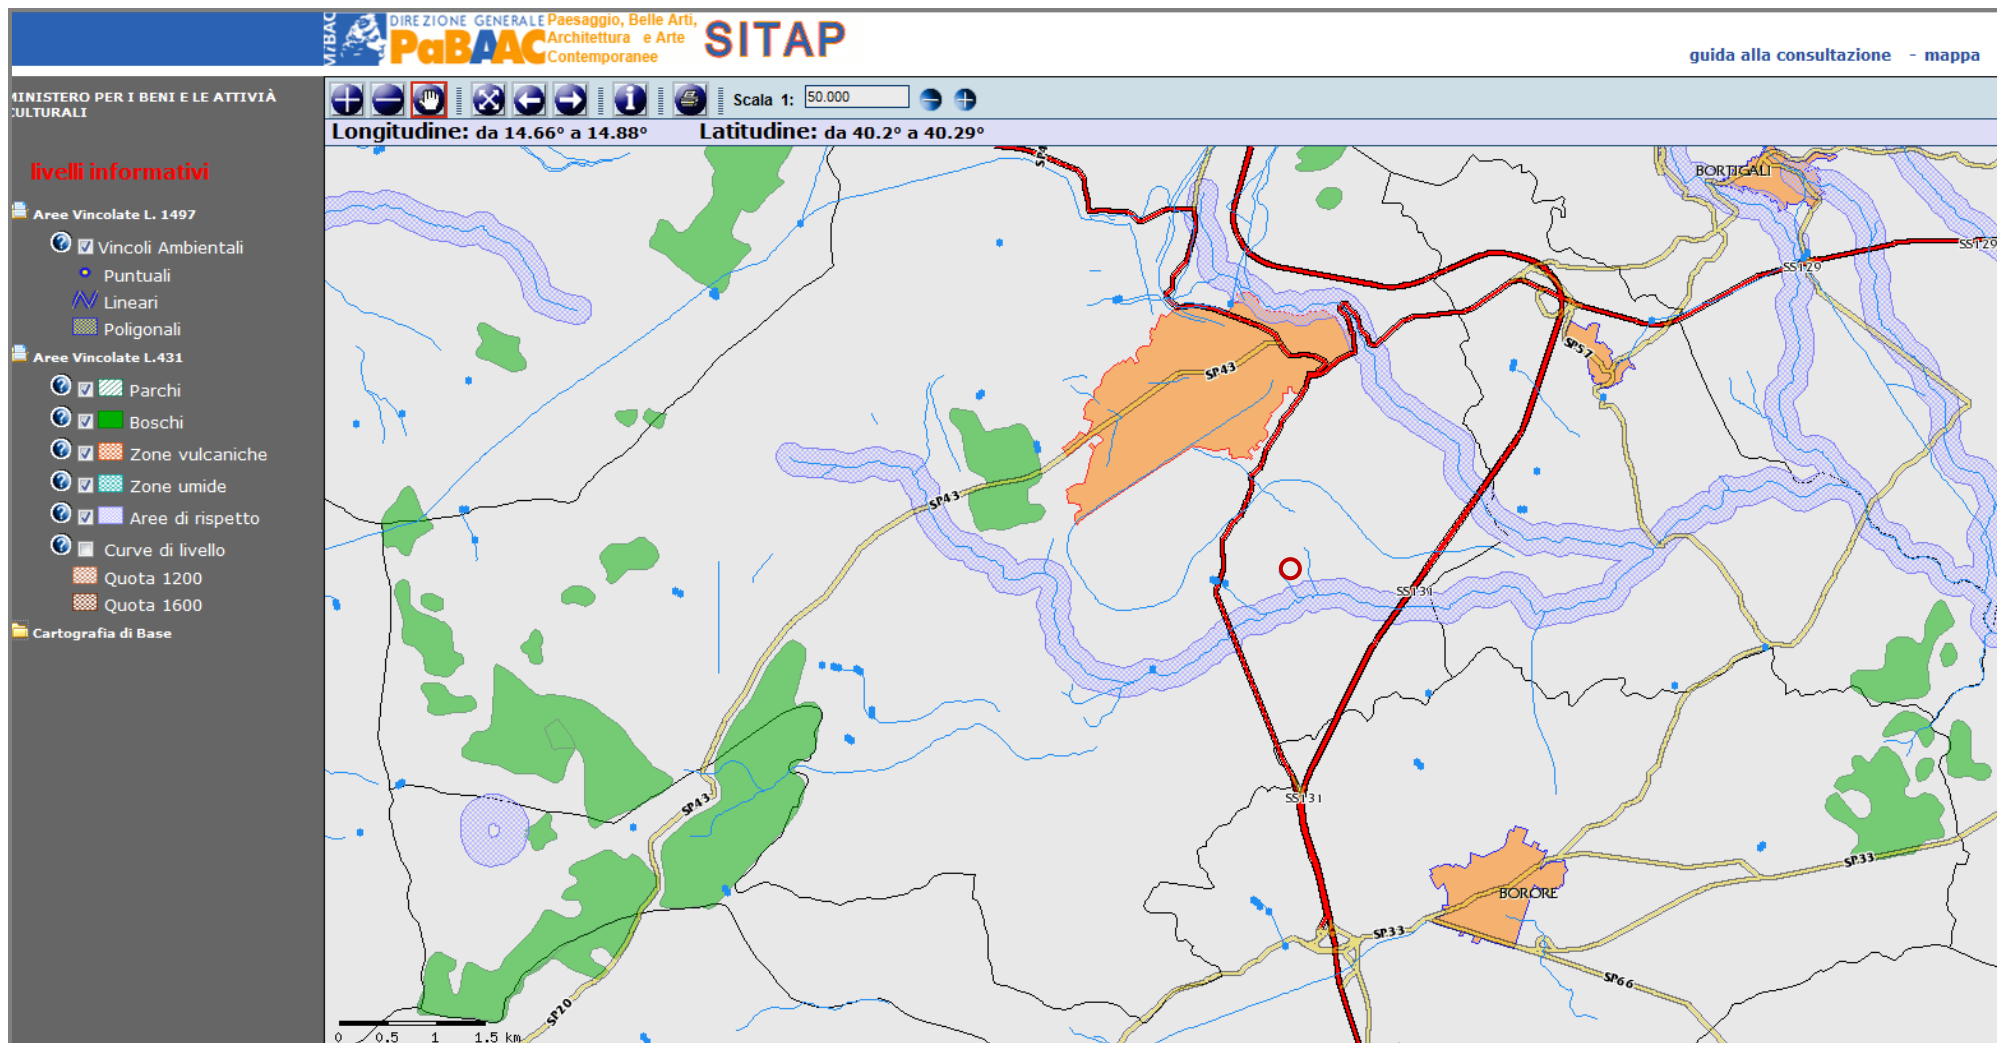 MiBAC
DIREZIONE GENERALE
PaBAAC
Paesaggio, Belle Arti,
Architettura e Arte
Contemporanee
SITAP
guida alla consultazione - mappa
MINISTERO PER I BENI E LE ATTIVIÀ
CULTURALI
Scala 1: 50.000
Longitudine: da 14.66° a 14.88° Latitudine: da 40.2° a 40.29°
livelli informativi
Aree Vincolate L. 1497
Vincoli Ambientali
Puntuali
Lineari
Poligonali
Aree Vincolate L.431
Parchi
Boschi
Zone vulcaniche
Zone umide
Aree di rispetto
Curve di livello
Quota 1200
Quota 1600
Cartografia di Base
SP4
BORTIGALI
SS129
SS129
SP57
SP43
SP43
SS131
SP43
SS131
SP33
BORORE
SP33
SP66
SP20
0 0.5 1 1.5 km